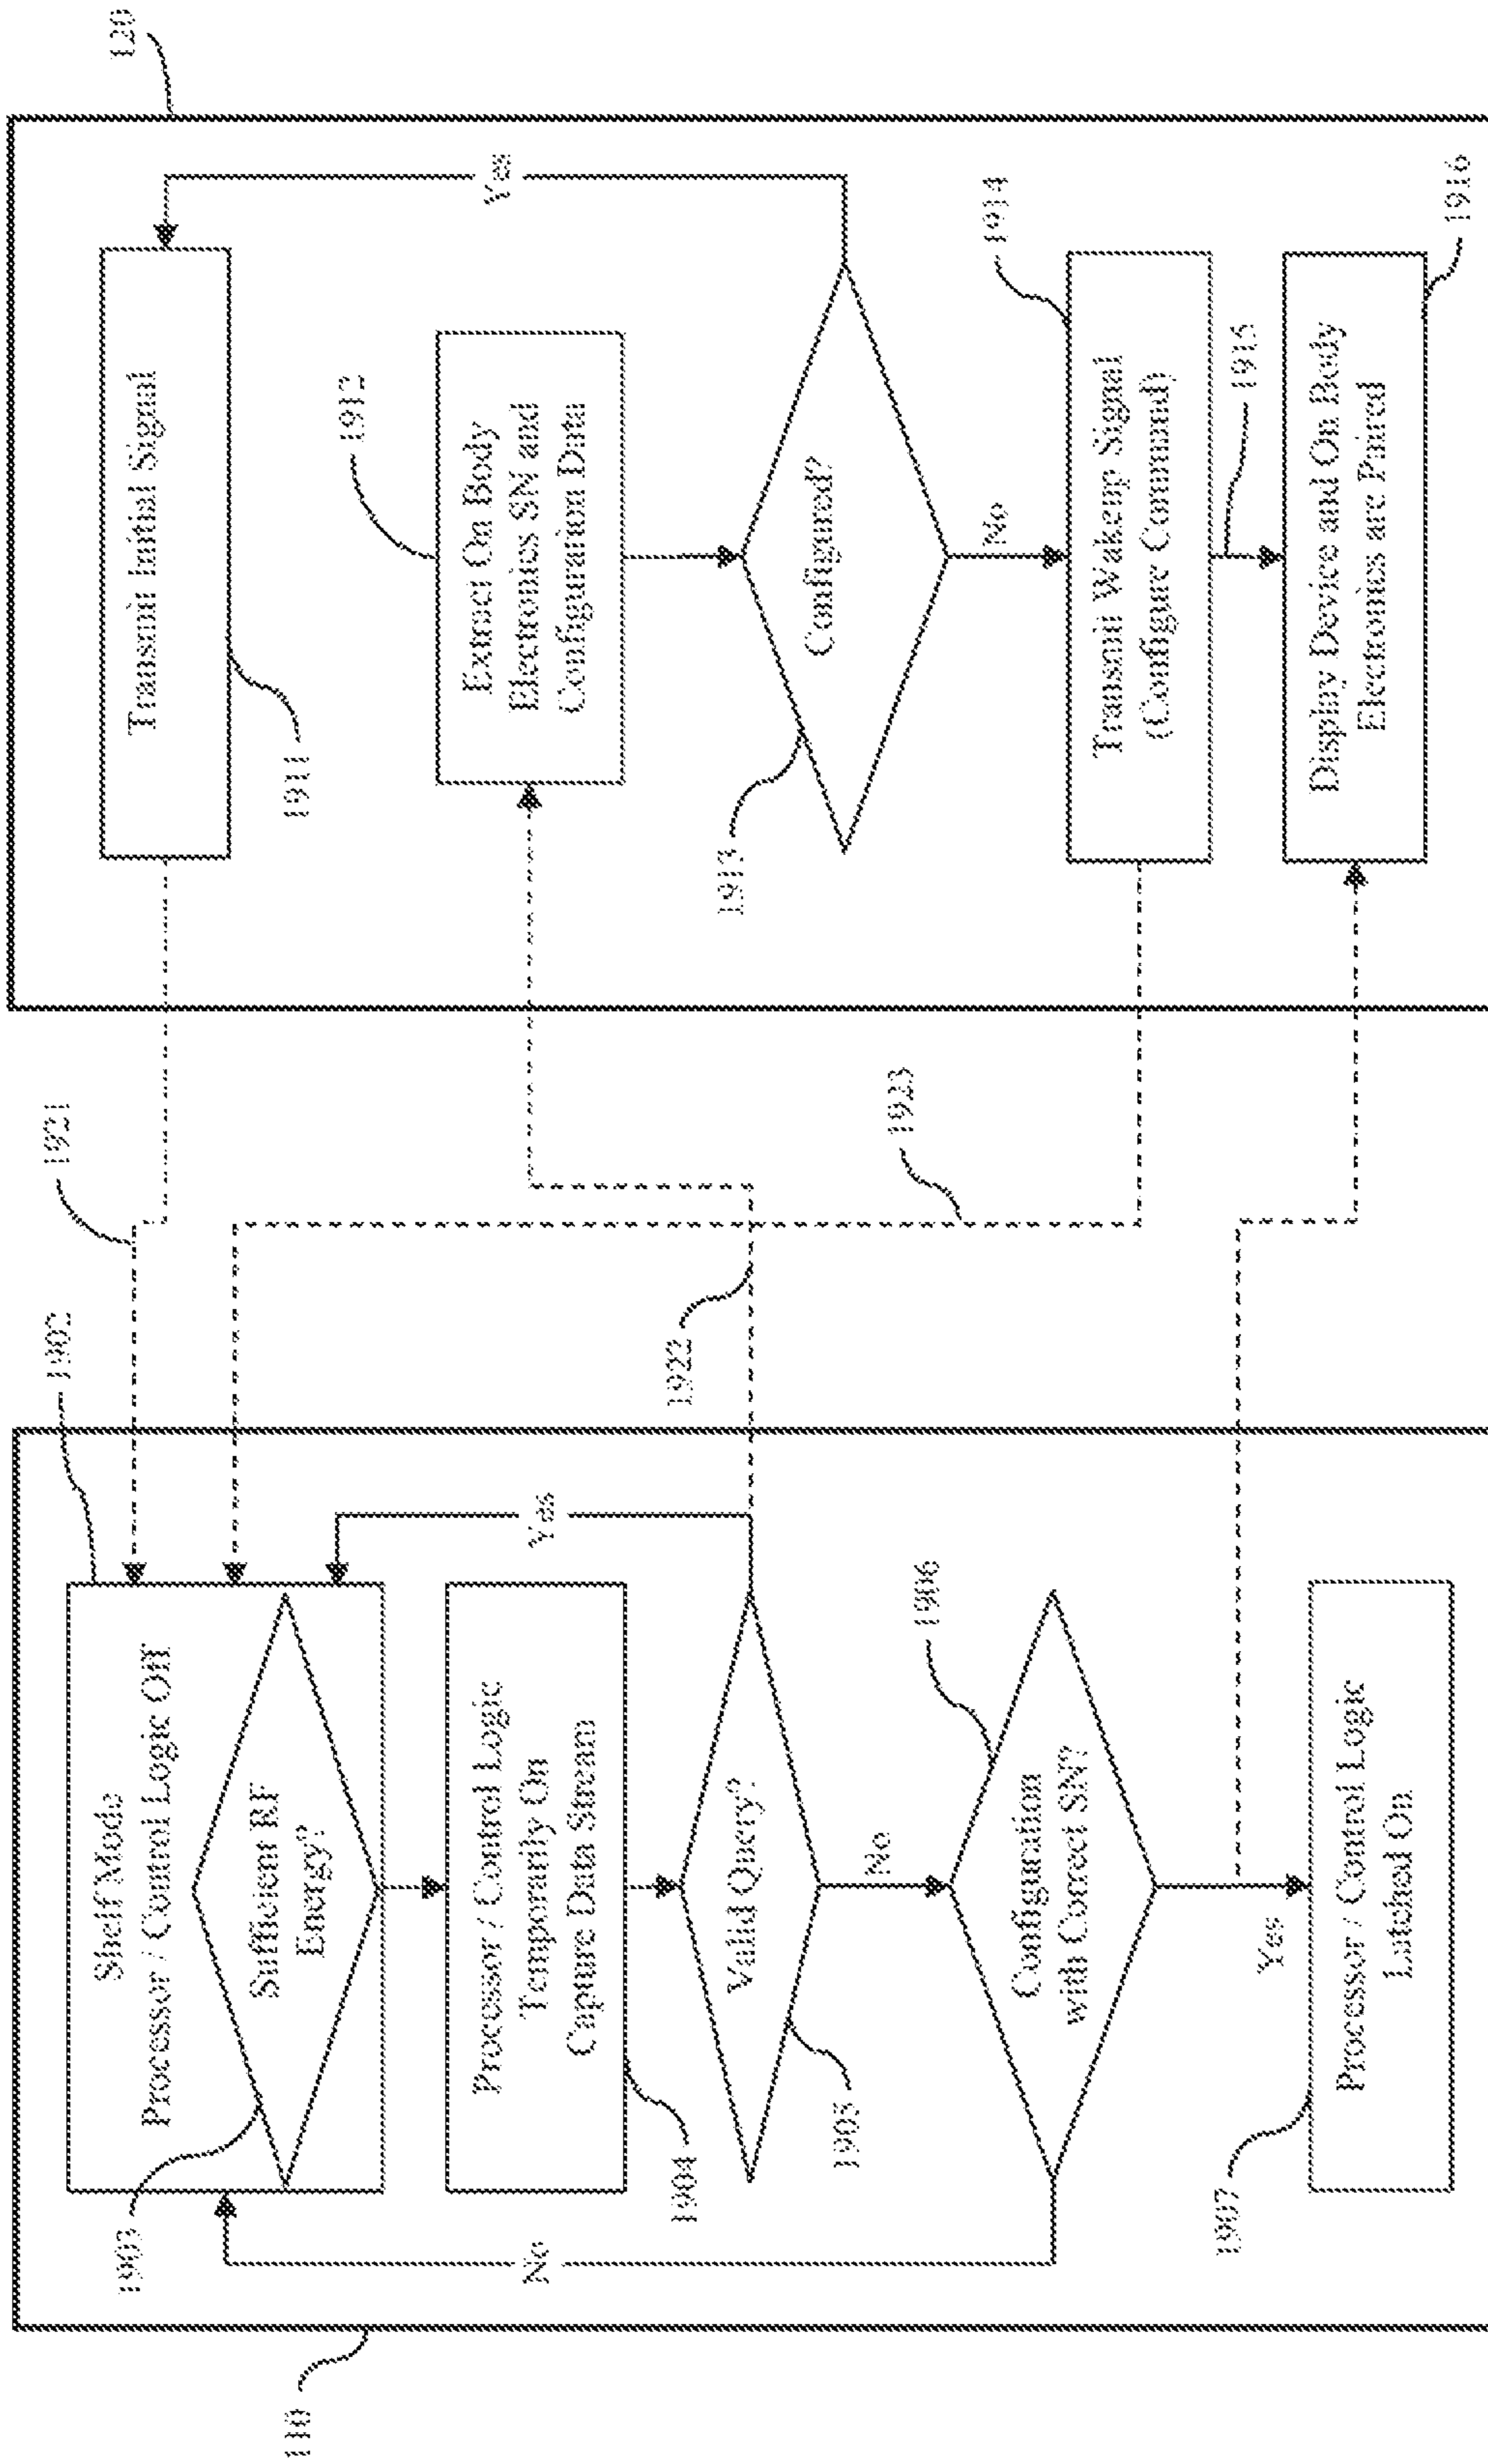 110
120
1902
Shelf Mode
Processor / Control Logic Off
Sufficient RF
Energy?
1903
Processor / Control Logic
Temporarily On
Capture Data Stream
1904
Valid Query?
1905
Yes
No
Configuration
with Correct SN?
1906
No
Yes
Processor / Control Logic
Latched On
1907
1921
1922
1923
Transmit Initial Signal
1911
Extract On Body
Electronics SN and
Configuration Data
1912
Configured?
1913
Yes
No
Transmit Wakeup Signal
(Configure Command)
1914
1915
Display Device and On Body
Electronics are Paired
1916